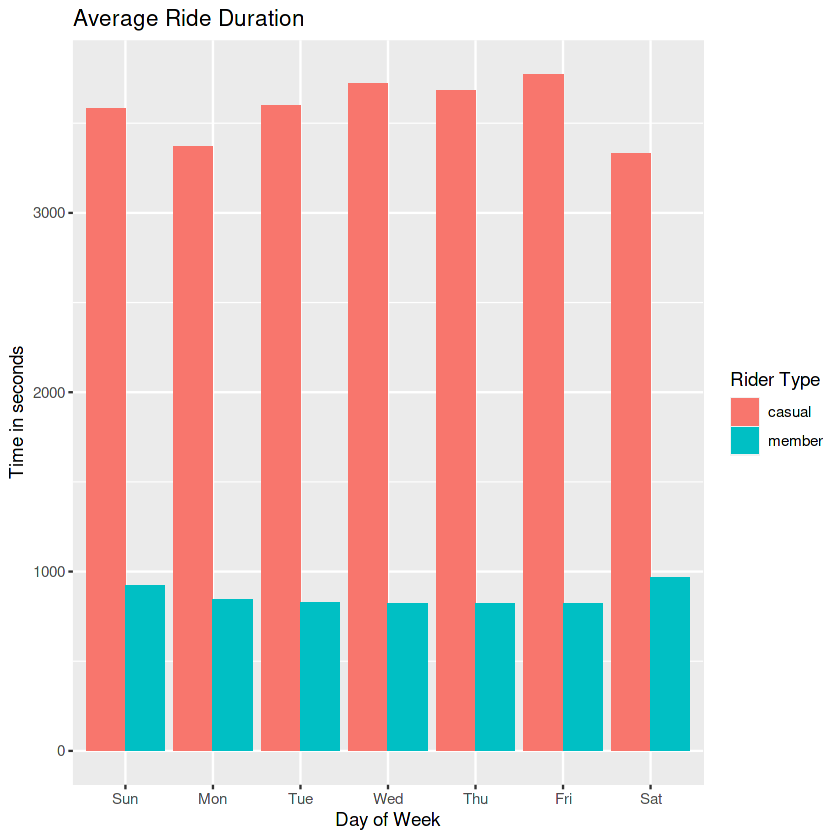 Average Ride Duration
Time in seconds
3000
2000
1000
0
Sun Mon Tue Wed Thu Fri Sat
Day of Week
Rider Type
casual
member